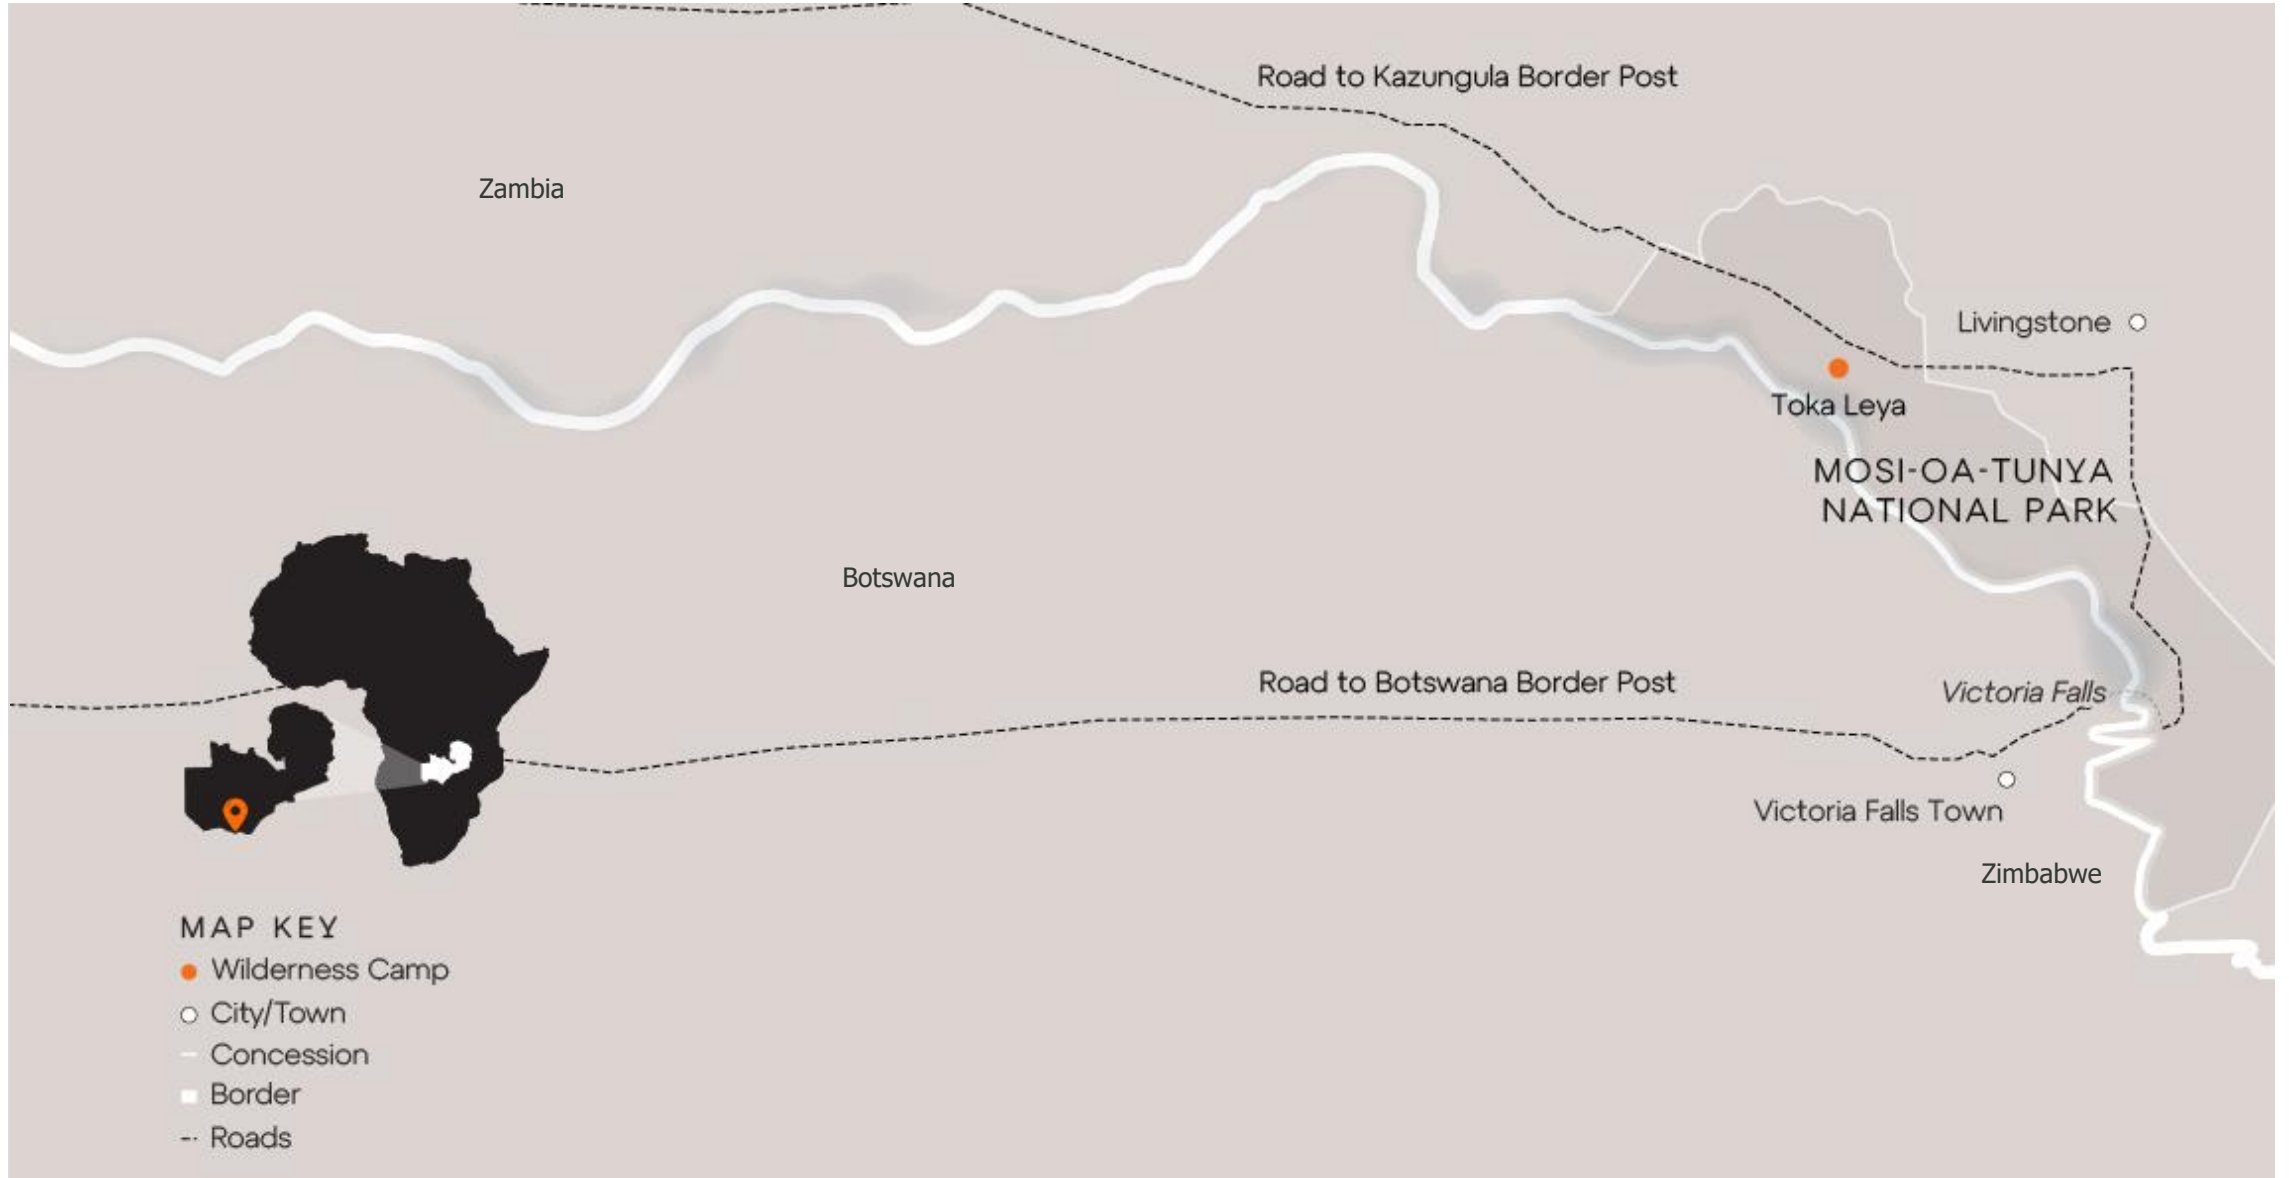 Road to Kazungula Border Post
Zambia
Livingstone
Toka Leya
MOSI-OA-TUNYA
NATIONAL PARK
Botswana
Road to Botswana Border Post
Victoria Falls
Victoria Falls Town
Zimbabwe
MAP KEY
Wilderness Camp
City/Town
Concession
Border
Roads